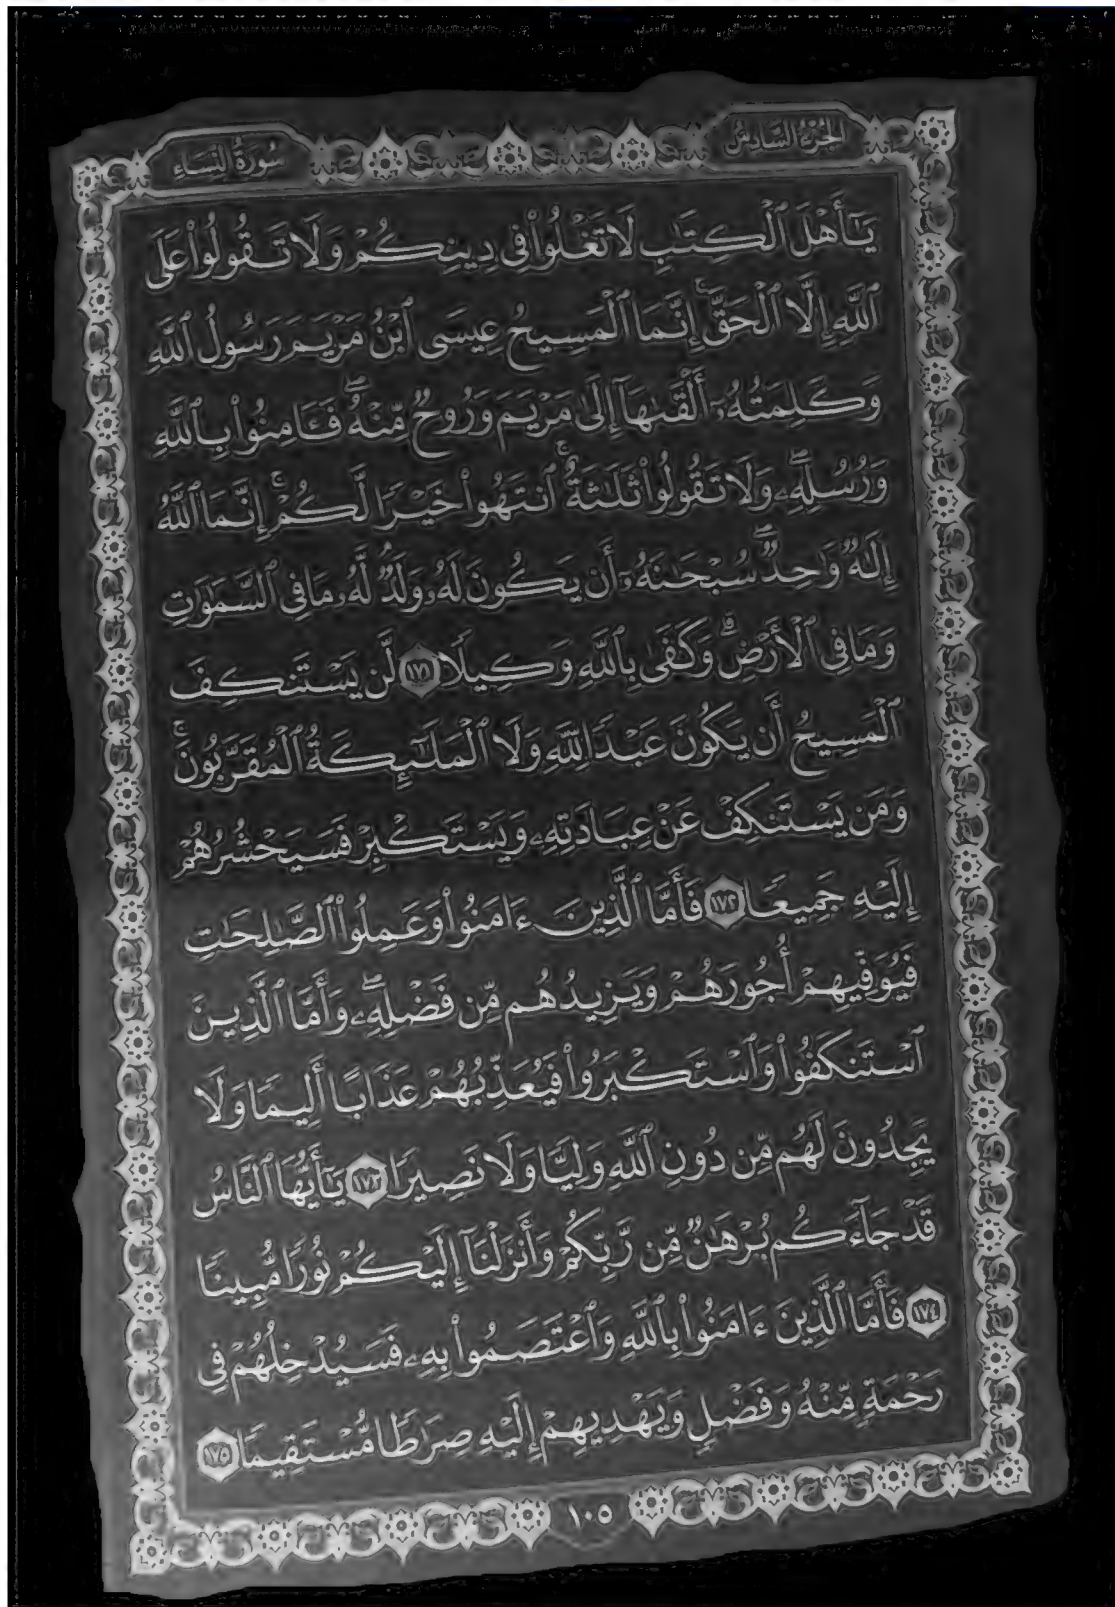 الجزء السادس
سورة النساء
يَـٰٓأَهْلَ ٱلْكِتَـٰبِ لَا تَغْلُوا۟ فِى دِينِكُمْ وَلَا تَقُولُوا۟ عَلَى
ٱللَّهِ إِلَّا ٱلْحَقَّ ۚ إِنَّمَا ٱلْمَسِيحُ عِيسَى ٱبْنُ مَرْيَمَ رَسُولُ ٱللَّهِ
وَكَلِمَتُهُۥٓ أَلْقَىٰهَآ إِلَىٰ مَرْيَمَ وَرُوحٌ مِّنْهُ ۖ فَـَٔامِنُوا۟ بِٱللَّهِ
وَرُسُلِهِۦ ۖ وَلَا تَقُولُوا۟ ثَلَـٰثَةٌ ۚ ٱنتَهُوا۟ خَيْرًا لَّكُمْ ۚ إِنَّمَا ٱللَّهُ
إِلَـٰهٌ وَٰحِدٌ ۖ سُبْحَـٰنَهُۥٓ أَن يَكُونَ لَهُۥ وَلَدٌ ۘ لَّهُۥ مَا فِى ٱلسَّمَـٰوَٰتِ
وَمَا فِى ٱلْأَرْضِ ۗ وَكَفَىٰ بِٱللَّهِ وَكِيلًا ١٧١ لَّن يَسْتَنكِفَ
ٱلْمَسِيحُ أَن يَكُونَ عَبْدًا لِّلَّهِ وَلَا ٱلْمَلَـٰٓئِكَةُ ٱلْمُقَرَّبُونَ ۚ
وَمَن يَسْتَنكِفْ عَنْ عِبَادَتِهِۦ وَيَسْتَكْبِرْ فَسَيَحْشُرُهُمْ
إِلَيْهِ جَمِيعًا ١٧٢ فَأَمَّا ٱلَّذِينَ ءَامَنُوا۟ وَعَمِلُوا۟ ٱلصَّـٰلِحَـٰتِ
فَيُوَفِّيهِمْ أُجُورَهُمْ وَيَزِيدُهُم مِّن فَضْلِهِۦ ۖ وَأَمَّا ٱلَّذِينَ
ٱسْتَنكَفُوا۟ وَٱسْتَكْبَرُوا۟ فَيُعَذِّبُهُمْ عَذَابًا أَلِيمًا وَلَا
يَجِدُونَ لَهُم مِّن دُونِ ٱللَّهِ وَلِيًّا وَلَا نَصِيرًا ١٧٣ يَـٰٓأَيُّهَا ٱلنَّاسُ
قَدْ جَآءَكُم بُرْهَـٰنٌ مِّن رَّبِّكُمْ وَأَنزَلْنَآ إِلَيْكُمْ نُورًا مُّبِينًا
١٧٤ فَأَمَّا ٱلَّذِينَ ءَامَنُوا۟ بِٱللَّهِ وَٱعْتَصَمُوا۟ بِهِۦ فَسَيُدْخِلُهُمْ فِى
رَحْمَةٍ مِّنْهُ وَفَضْلٍ وَيَهْدِيهِمْ إِلَيْهِ صِرَٰطًا مُّسْتَقِيمًا ١٧٥
١٠٥